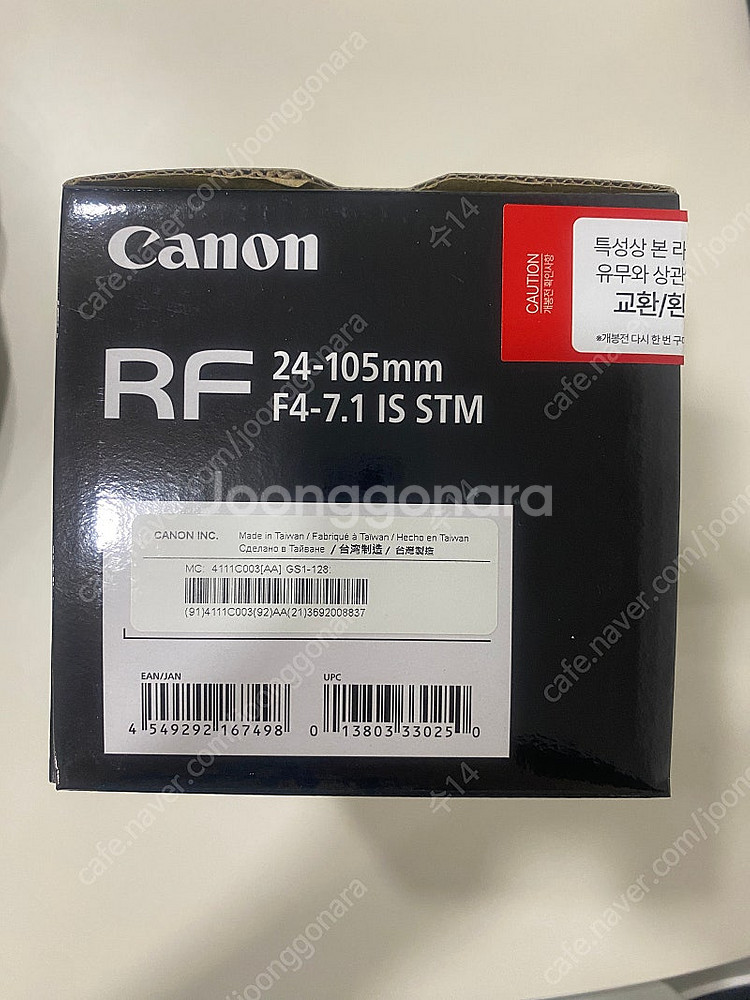 Canon
RF 24-105mm
F4-7.1 IS STM
CAUTION
개봉전 확인사항
특성상 본
유무와 상관
교환/환
※개봉전 다시 한 번
Joonggonara
CANON INC. Made in Taiwan / Fabriqué à Taïwan / Hecho en Taiwan
Сделано в Тайване / 台湾制造 / 台灣製造
MC: 4111C003[AA] GS1-128:
(91)4111C003(92)AA(21)3692008837
EAN/JAN
4 549292 167498
UPC
0 13803 33025 0
cafe.naver.com/joonggonara
수14